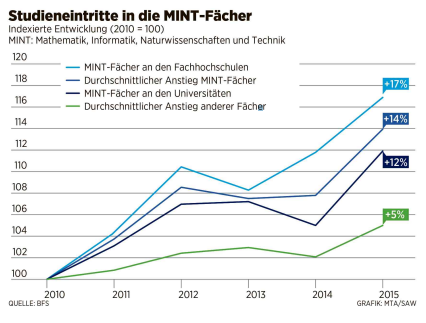 Studieneintritte in die MINT-Fächer
Indexierte Entwicklung (2010 = 100)
MINT: Mathematik, Informatik, Naturwissenschaften und Technik
120
118
116
114
112
110
108
106
104
102
100
MINT-Fächer an den Fachhochschulen
Durchschnittlicher Anstieg MINT-Fächer
MINT-Fächer an den Universitäten
Durchschnittlicher Anstieg anderer Fächer
+17%
+14%
+12%
+5%
2010 2011 2012 2013 2014 2015
QUELLE: BFS GRAFIK: MTA/SAW